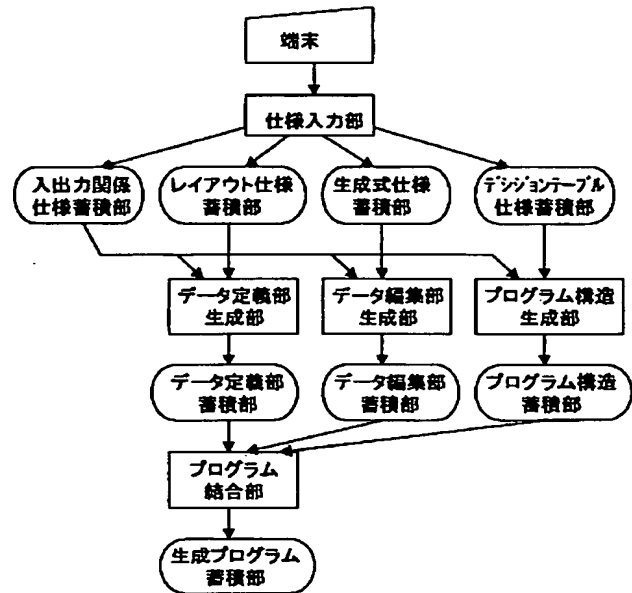 端末
仕様入力部
入出力関係
仕様蓄積部
レイアウト仕様
蓄積部
生成式仕様
蓄積部
デシジョンテーブル
仕様蓄積部
データ定義部
生成部
データ編集部
生成部
プログラム構造
生成部
データ定義部
蓄積部
データ編集部
蓄積部
プログラム構造
蓄積部
プログラム
結合部
生成プログラム
蓄積部